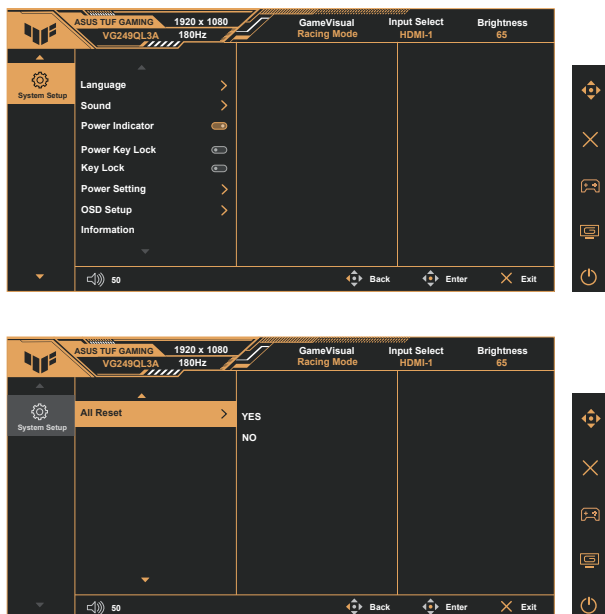 ASUS TUF GAMING 1920 x 1080 GameVisual Input Select Brightness
VG249QL3A 180Hz Racing Mode HDMI-1 65
System Setup
Language
Sound
Power Indicator
Power Key Lock
Key Lock
Power Setting
OSD Setup
Information
50 Back Enter Exit
ASUS TUF GAMING 1920 x 1080 GameVisual Input Select Brightness
VG249QL3A 180Hz Racing Mode HDMI-1 65
System Setup
All Reset YES
NO
50 Back Enter Exit